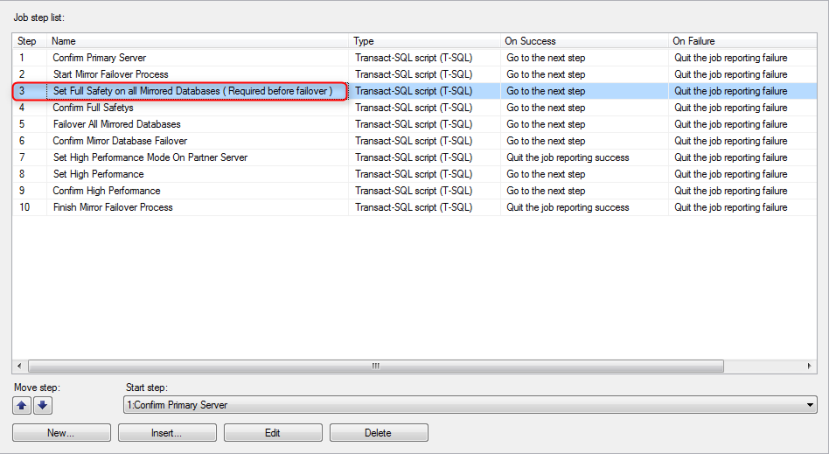 Job step list:
Step Name Type On Success On Failure
1 Confirm Primary Server Transact-SQL script (T-SQL) Go to the next step Quit the job reporting failure
2 Start Mirror Failover Process Transact-SQL script (T-SQL) Go to the next step Quit the job reporting failure
3 Set Full Safety on all Mirrored Databases ( Required before failover ) Transact-SQL script (T-SQL) Go to the next step Quit the job reporting failure
4 Confirm Full Safetys Transact-SQL script (T-SQL) Go to the next step Quit the job reporting failure
5 Failover All Mirrored Databases Transact-SQL script (T-SQL) Go to the next step Quit the job reporting failure
6 Confirm Mirror Database Failover Transact-SQL script (T-SQL) Go to the next step Quit the job reporting failure
7 Set High Performance Mode On Partner Server Transact-SQL script (T-SQL) Quit the job reporting success Quit the job reporting failure
8 Set High Performance Transact-SQL script (T-SQL) Go to the next step Quit the job reporting failure
9 Confirm High Performance Transact-SQL script (T-SQL) Go to the next step Quit the job reporting failure
10 Finish Mirror Failover Process Transact-SQL script (T-SQL) Quit the job reporting success Quit the job reporting failure
Move step: Start step:
1:Confirm Primary Server
New... Insert... Edit Delete